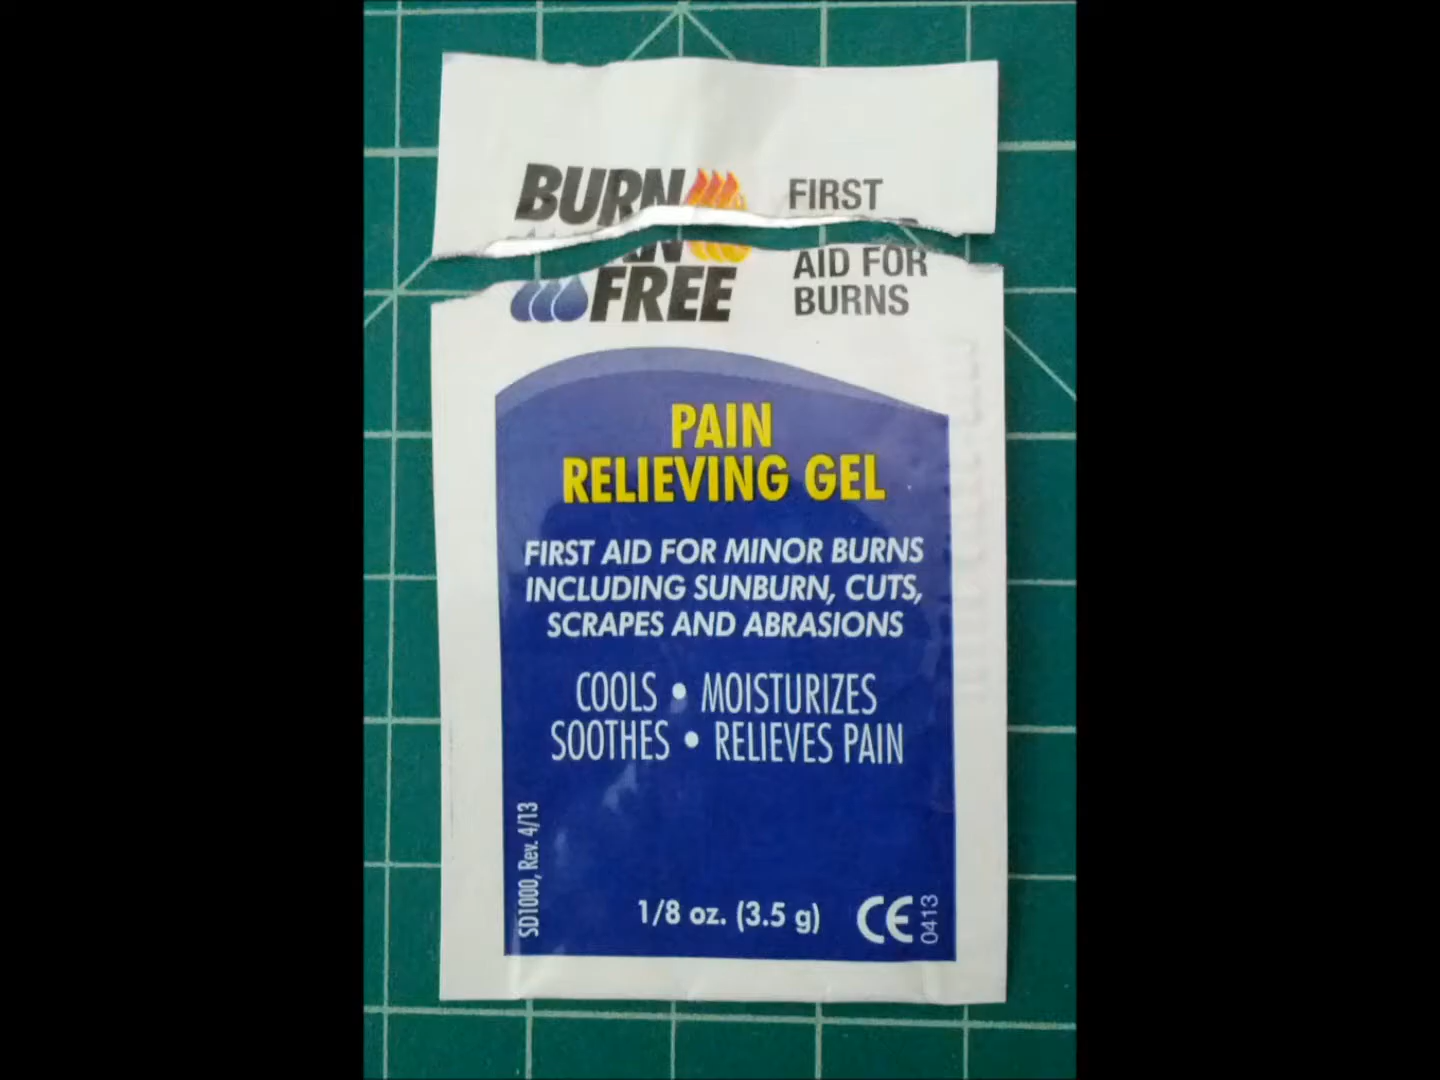 BURN
FREE
FIRST
AID FOR
BURNS
PAIN
RELIEVING GEL
FIRST AID FOR MINOR BURNS
INCLUDING SUNBURN, CUTS,
SCRAPES AND ABRASIONS
COOLS • MOISTURIZES
SOOTHES • RELIEVES PAIN
SD1000, Rev. 4/13
1/8 oz. (3.5 g)
CE 0413